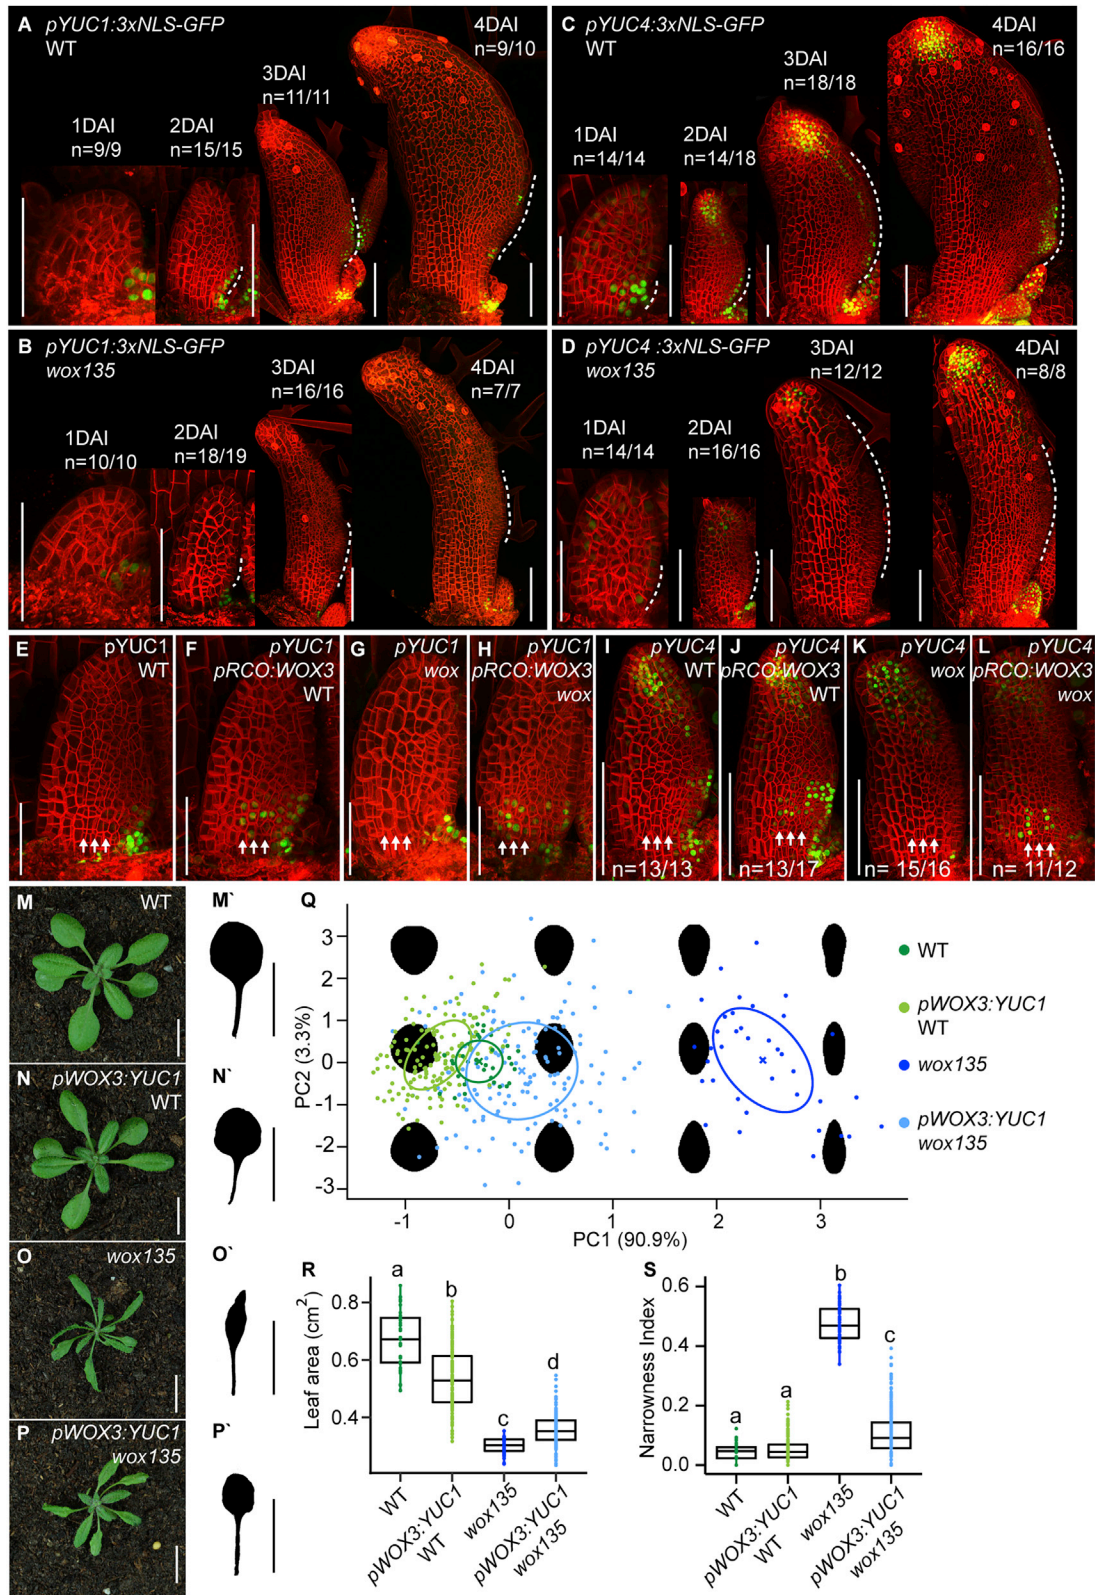 A pYUC1:3xNLS-GFP
WT
1DAI
n=9/9
2DAI
n=15/15
3DAI
n=11/11
4DAI
n=9/10
C pYUC4:3xNLS-GFP
WT
1DAI
n=14/14
2DAI
n=14/18
3DAI
n=18/18
4DAI
n=16/16
B pYUC1:3xNLS-GFP
wox135
1DAI
n=10/10
2DAI
n=18/19
3DAI
n=16/16
4DAI
n=7/7
D pYUC4 :3xNLS-GFP
wox135
1DAI
n=14/14
2DAI
n=16/16
3DAI
n=12/12
4DAI
n=8/8
E pYUC1
WT
F pYUC1
pRCO:WOX3
WT
G pYUC1
wox
H pYUC1
pRCO:WOX3
wox
I pYUC4
WT
n=13/13
J pYUC4
pRCO:WOX3
WT
n=13/17
K pYUC4
wox
n= 15/16
L pYUC4
pRCO:WOX3
wox
n= 11/12
M WT
M`
N pWOX3:YUC1
WT
N`
O wox135
O`
P pWOX3:YUC1
wox135
P`
Q
PC2 (3.3%)
3
2
1
0
-1
-2
-3
-1 0 1 2 3
PC1 (90.9%)
WT
pWOX3:YUC1
WT
wox135
pWOX3:YUC1
wox135
R
Leaf area (cm2)
0.8
0.6
0.4
a
b
c
d
WT
pWOX3:YUC1
WT
wox135
pWOX3:YUC1
wox135
S
Narrowness Index
0.6
0.4
0.2
0.0
a
a
b
c
WT
pWOX3:YUC1
WT
wox135
pWOX3:YUC1
wox135